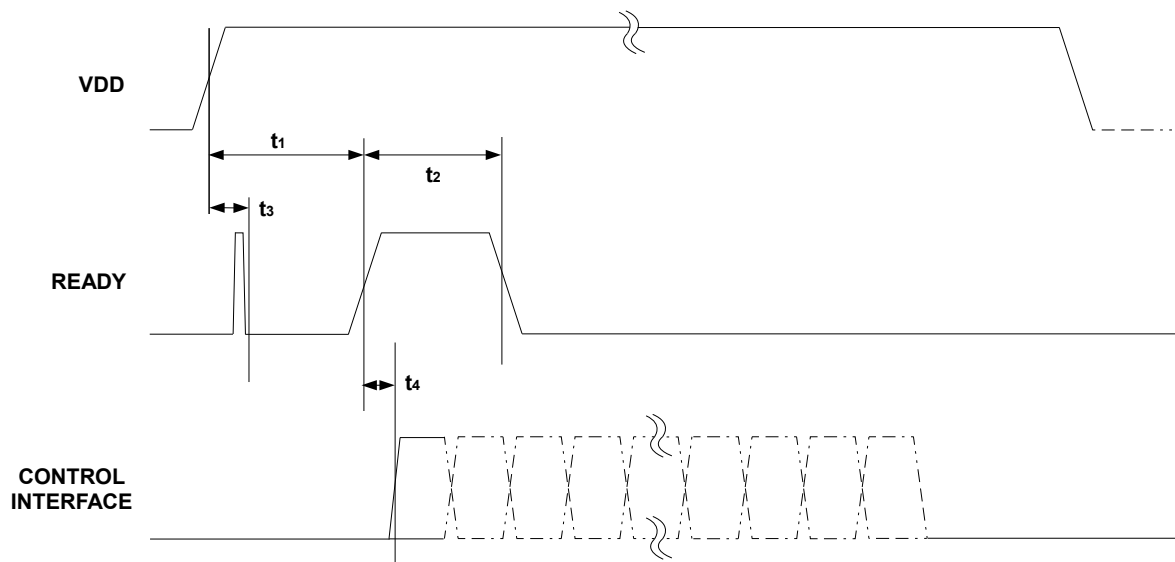 VDD
t1
t2
t3
READY
t4
CONTROL
INTERFACE